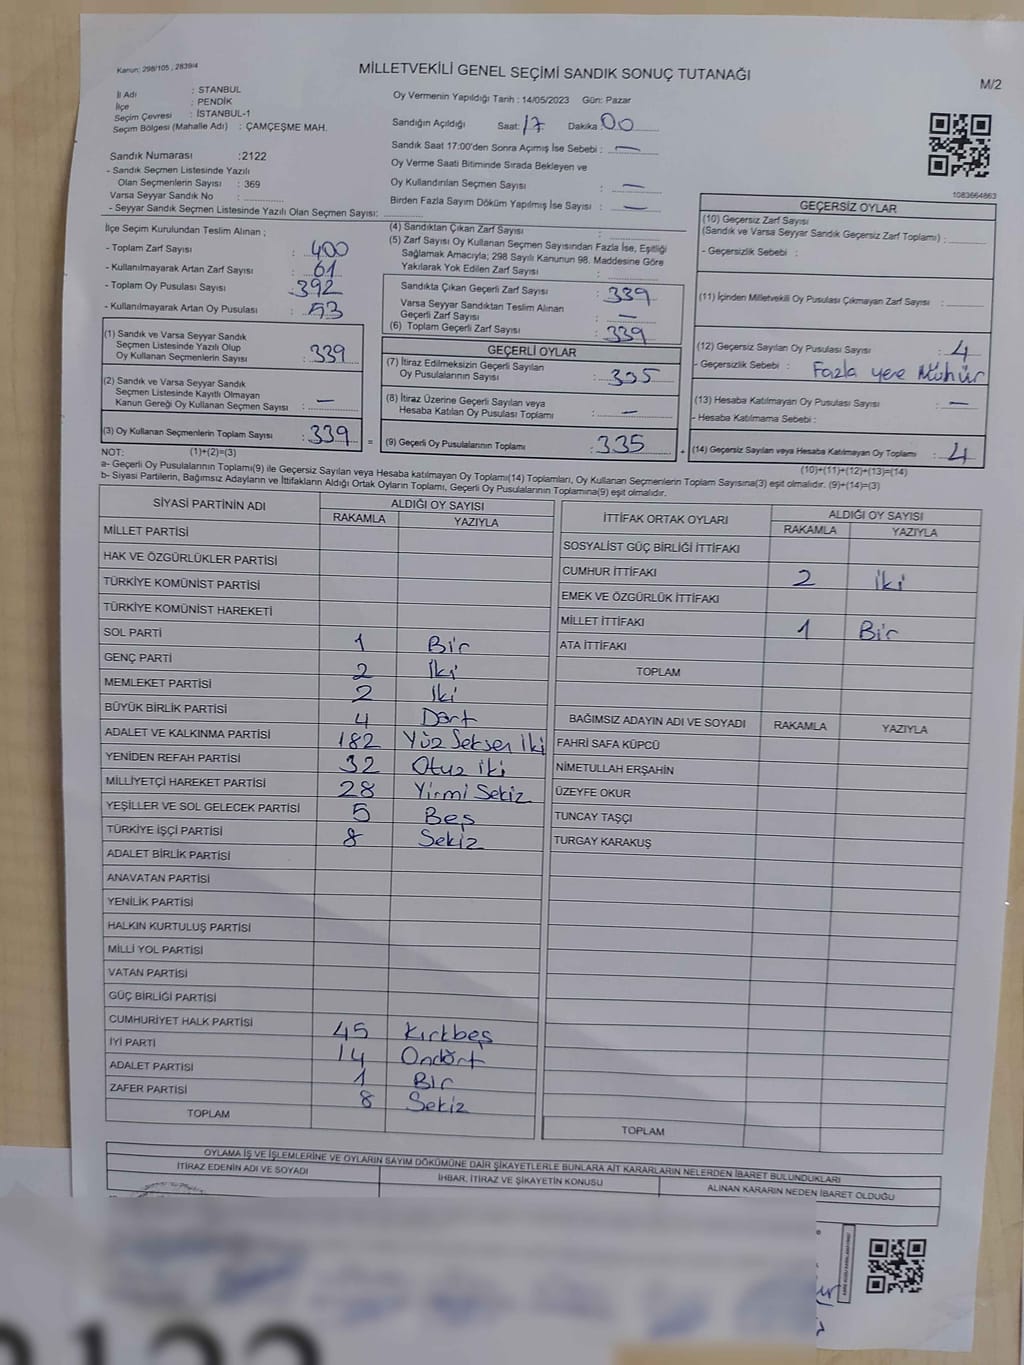 Kanun: 298/105 , 2839/4
MİLLETVEKİLİ GENEL SEÇİMİ SANDIK SONUÇ TUTANAĞI
M/2
İl Adı : STANBUL
İlçe : PENDİK
Seçim Çevresi : İSTANBUL-1
Seçim Bölgesi (Mahalle Adı) : ÇAMÇEŞME MAH.
Oy Vermenin Yapıldığı Tarih : 14/05/2023 Gün: Pazar
Sandığın Açıldığı Saat: 17 Dakika 00
Sandık Saat 17:00'den Sonra Açımış İse Sebebi : —
Oy Verme Saati Bitiminde Sırada Bekleyen ve
Oy Kullandırılan Seçmen Sayısı : —
Birden Fazla Sayım Döküm Yapılmış İse Sayısı : —
1083664863
Sandık Numarası :2122
- Sandık Seçmen Listesinde Yazılı
Olan Seçmenlerin Sayısı : 369
Varsa Seyyar Sandık No :
- Seyyar Sandık Seçmen Listesinde Yazılı Olan Seçmen Sayısı:
İlçe Seçim Kurulundan Teslim Alınan ;
- Toplam Zarf Sayısı : 400
- Kullanılmayarak Artan Zarf Sayısı : 61
- Toplam Oy Pusulası Sayısı : 392
- Kullanılmayarak Artan Oy Pusulası : 53
(1) Sandık ve Varsa Seyyar Sandık
Seçmen Listesinde Yazılı Olup
Oy Kullanan Seçmenlerin Sayısı : 339
(2) Sandık ve Varsa Seyyar Sandık
Seçmen Listesinde Kayıtlı Olmayan
Kanun Gereği Oy Kullanan Seçmen Sayısı : —
(3) Oy Kullanan Seçmenlerin Toplam Sayısı : 339 =
(4) Sandıktan Çıkan Zarf Sayısı :
(5) Zarf Sayısı Oy Kullanan Seçmen Sayısından Fazla İse, Eşitliği
Sağlamak Amacıyla; 298 Sayılı Kanunun 98. Maddesine Göre
Yakılarak Yok Edilen Zarf Sayısı :
Sandıkta Çıkan Geçerli Zarf Sayısı : 339
Varsa Seyyar Sandıktan Teslim Alınan
Geçerli Zarf Sayısı : —
(6) Toplam Geçerli Zarf Sayısı : 339
GEÇERLİ OYLAR
(7) İtiraz Edilmeksizin Geçerli Sayılan
Oy Pusulalarının Sayısı : 335
(8) İtiraz Üzerine Geçerli Sayılan veya
Hesaba Katılan Oy Pusulası Toplamı : —
(9) Geçerli Oy Pusulalarının Toplamı : 335 +
GEÇERSİZ OYLAR
(10) Geçersiz Zarf Sayısı
(Sandık ve Varsa Seyyar Sandık Geçersiz Zarf Toplamı) :
- Geçersizlik Sebebi :
(11) İçinden Milletvekili Oy Pusulası Çıkmayan Zarf Sayısı :
(12) Geçersiz Sayılan Oy Pusulası Sayısı : 4
- Geçersizlik Sebebi : Fazla yere Mühür
(13) Hesaba Katılmayan Oy Pusulası Sayısı : —
- Hesaba Katılmama Sebebi :
(14) Geçersiz Sayılan veya Hesaba Katılmayan Oy Toplamı : 4
NOT: (1)+(2)=(3)
(10)+(11)+(12)+(13)=(14)
a- Geçerli Oy Pusulalarının Toplamı(9) ile Geçersiz Sayılan veya Hesaba katılmayan Oy Toplamı(14) Toplamları, Oy Kullanan Seçmenlerin Toplam Sayısına(3) eşit olmalıdır. (9)+(14)=(3)
b- Siyasi Partilerin, Bağımsız Adayların ve İttifakların Aldığı Ortak Oyların Toplamı, Geçerli Oy Pusulalarının Toplamına(9) eşit olmalıdır.
SİYASİ PARTİNİN ADI ALDIĞI OY SAYISI
RAKAMLA YAZIYLA
MİLLET PARTİSİ
HAK VE ÖZGÜRLÜKLER PARTİSİ
TÜRKİYE KOMÜNİST PARTİSİ
TÜRKİYE KOMÜNİST HAREKETİ
SOL PARTİ 1 Bir
GENÇ PARTİ 2 İki
MEMLEKET PARTİSİ 2 İki
BÜYÜK BİRLİK PARTİSİ 4 Dört
ADALET VE KALKINMA PARTİSİ 182 Yüz Seksen İki
YENİDEN REFAH PARTİSİ 32 Otuz iki
MİLLİYETÇİ HAREKET PARTİSİ 28 Yirmi Sekiz
YEŞİLLER VE SOL GELECEK PARTİSİ 5 Beş
TÜRKİYE İŞÇİ PARTİSİ 8 Sekiz
ADALET BİRLİK PARTİSİ
ANAVATAN PARTİSİ
YENİLİK PARTİSİ
HALKIN KURTULUŞ PARTİSİ
MİLLİ YOL PARTİSİ
VATAN PARTİSİ
GÜÇ BİRLİĞİ PARTİSİ
CUMHURİYET HALK PARTİSİ 45 Kırkbeş
İYİ PARTİ 14 Ondört
ADALET PARTİSİ 1 Bir
ZAFER PARTİSİ 8 Sekiz
TOPLAM
İTTİFAK ORTAK OYLARI ALDIĞI OY SAYISI
RAKAMLA YAZIYLA
SOSYALİST GÜÇ BİRLİĞİ İTTİFAKI
CUMHUR İTTİFAKI 2 İki
EMEK VE ÖZGÜRLÜK İTTİFAKI
MİLLET İTTİFAKI 1 Bir
ATA İTTİFAKI
TOPLAM
BAĞIMSIZ ADAYIN ADI VE SOYADI RAKAMLA YAZIYLA
FAHRİ SAFA KÜPCÜ
NİMETULLAH ERŞAHİN
ÜZEYFE OKUR
TUNCAY TAŞÇI
TURGAY KARAKUŞ
TOPLAM
OYLAMA İŞ VE İŞLEMLERİNE VE OYLARIN SAYIM DÖKÜMÜNE DAİR ŞİKAYETLERLE BUNLARA AİT KARARLARIN NELERDEN İBARET BULUNDUKLARI
İTİRAZ EDENİN ADI VE SOYADI İHBAR, İTİRAZ VE ŞİKAYETİN KONUSU ALINAN KARARIN NEDEN İBARET OLDUĞU